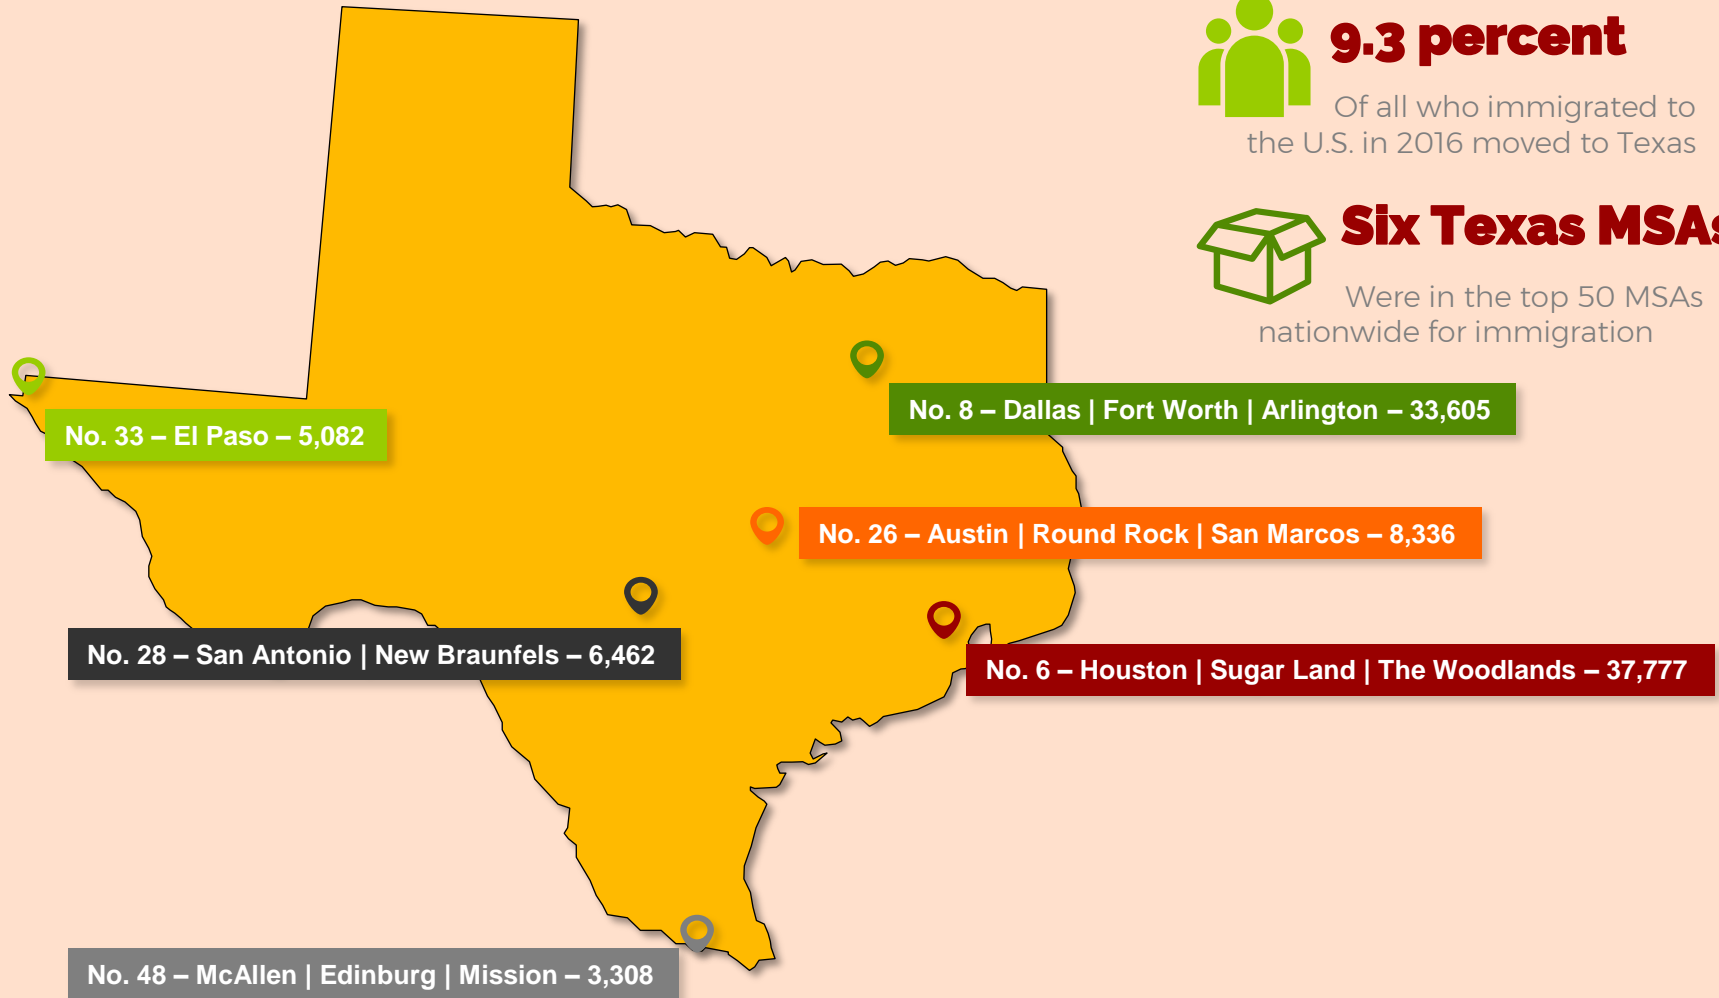 9.3 percent
Of all who immigrated to
the U.S. in 2016 moved to Texas
Six Texas MSAs
Were in the top 50 MSAs
nationwide for immigration
No. 8 – Dallas | Fort Worth | Arlington – 33,605
No. 33 – El Paso – 5,082
No. 26 – Austin | Round Rock | San Marcos – 8,336
No. 28 – San Antonio | New Braunfels – 6,462
No. 6 – Houston | Sugar Land | The Woodlands – 37,777
No. 48 – McAllen | Edinburg | Mission – 3,308